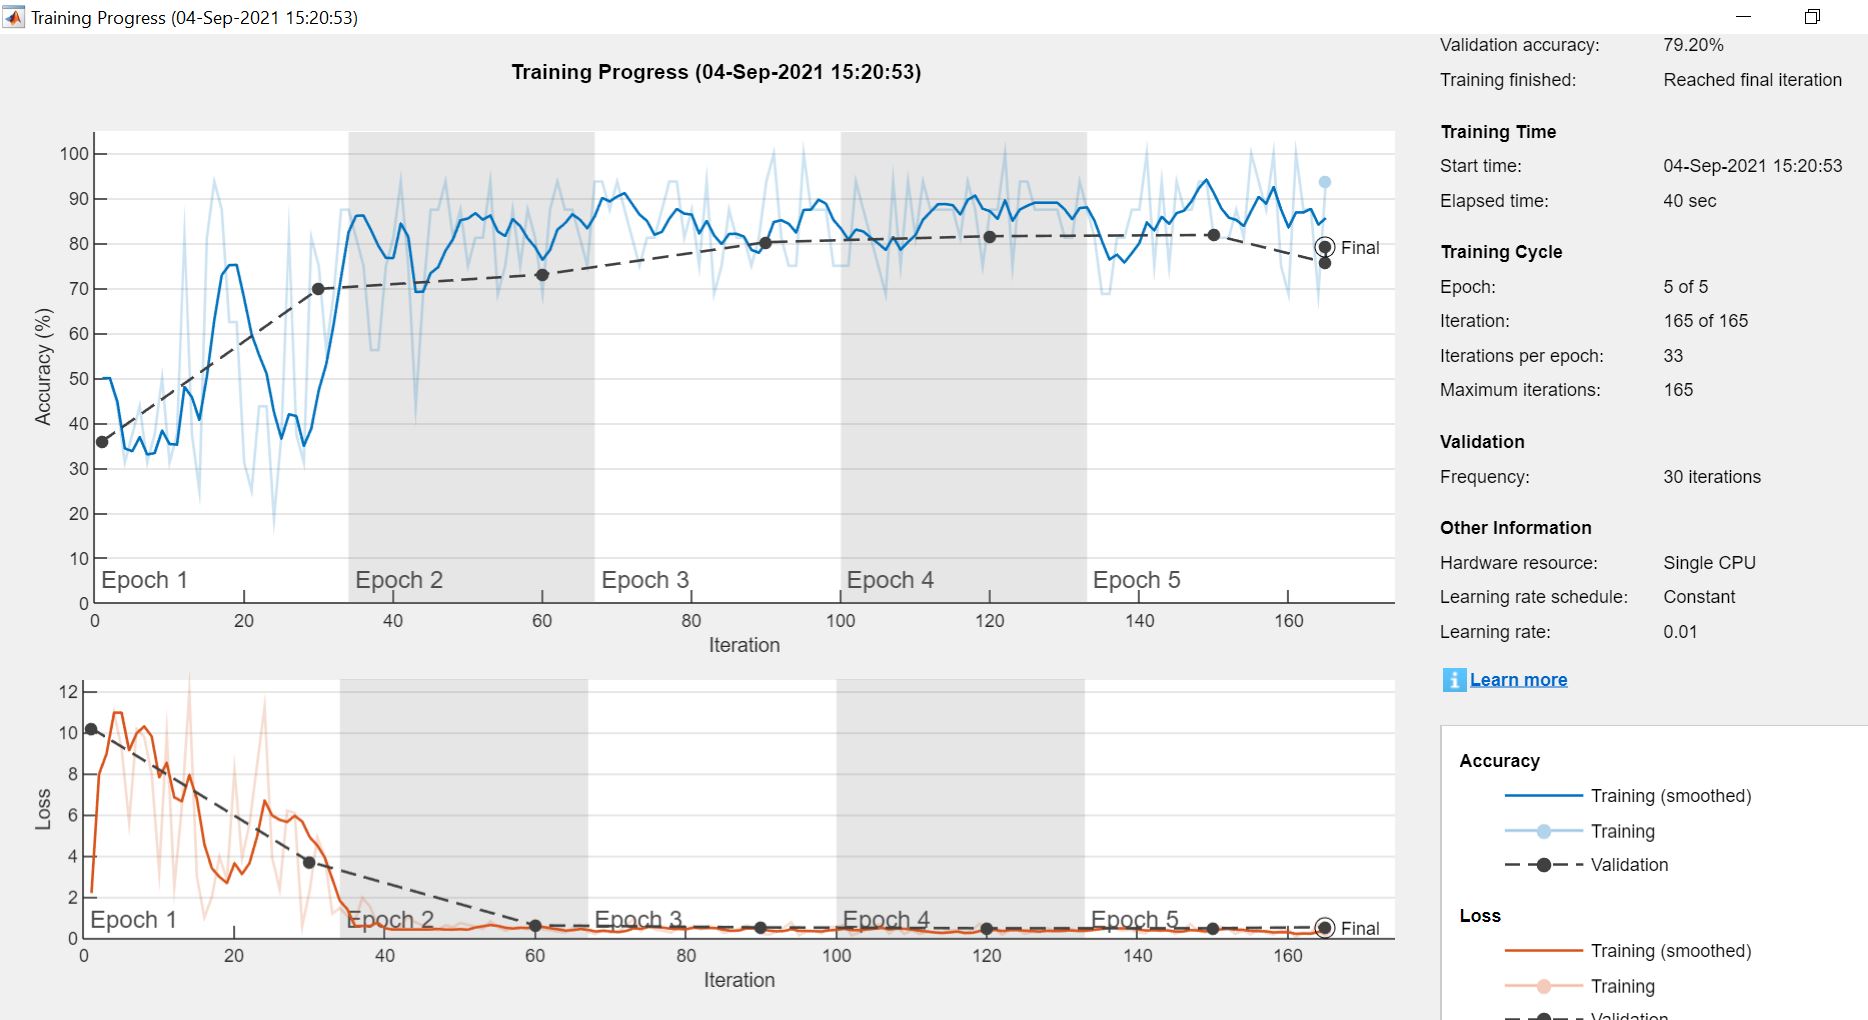 Training Progress (04-Sep-2021 15:20:53)
Training Progress (04-Sep-2021 15:20:53)
100
90
80
70
60
50
40
30
20
10
0
Accuracy (%)
Final
Epoch 1 Epoch 2 Epoch 3 Epoch 4 Epoch 5
0 20 40 60 80 100 120 140 160
Iteration
12
10
8
6
4
2
0
Loss
Epoch 1 Epoch 2 Epoch 3 Epoch 4 Epoch 5
Final
0 20 40 60 80 100 120 140 160
Iteration
Validation accuracy: 79.20%
Training finished: Reached final iteration
Training Time
Start time: 04-Sep-2021 15:20:53
Elapsed time: 40 sec
Training Cycle
Epoch: 5 of 5
Iteration: 165 of 165
Iterations per epoch: 33
Maximum iterations: 165
Validation
Frequency: 30 iterations
Other Information
Hardware resource: Single CPU
Learning rate schedule: Constant
Learning rate: 0.01
i Learn more
Accuracy
Training (smoothed)
Training
Validation
Loss
Training (smoothed)
Training
Validation